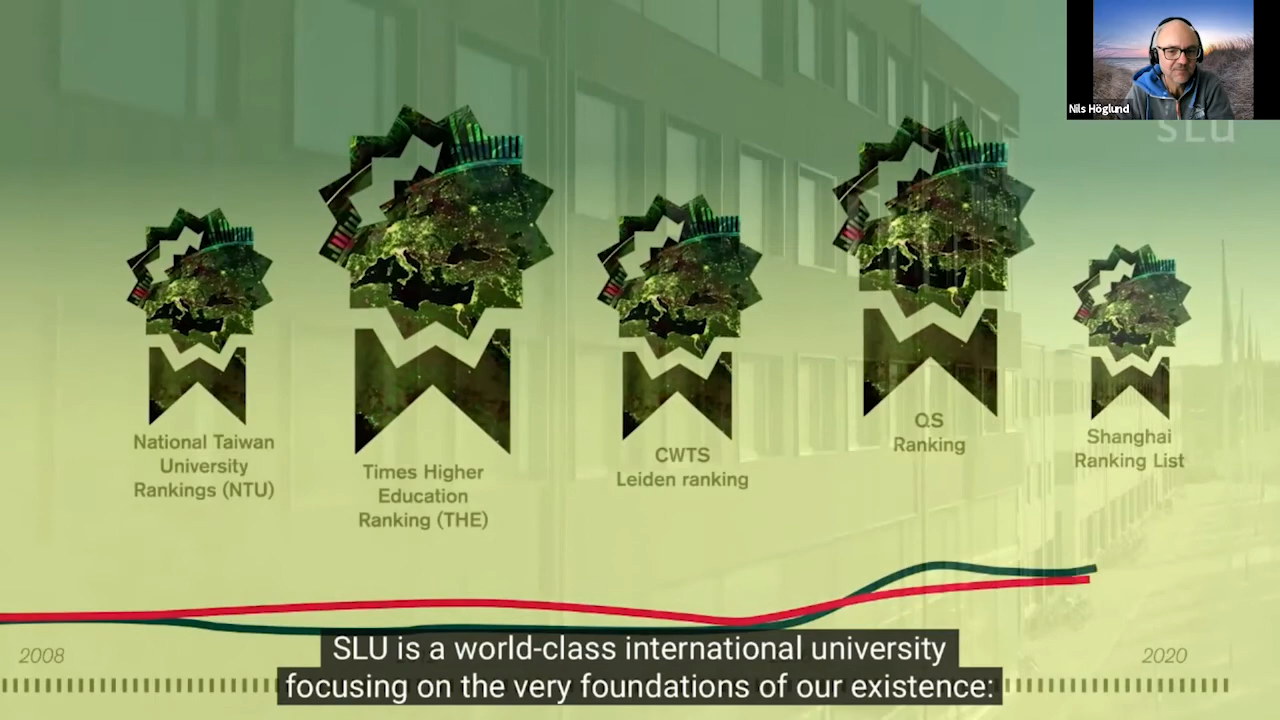 Nils Höglund
SLU
National Taiwan
University
Rankings (NTU)
Times Higher
Education
Ranking (THE)
CWTS
Leiden ranking
QS
Ranking
Shanghai
Ranking List
2008
2020
SLU is a world-class international university
focusing on the very foundations of our existence: